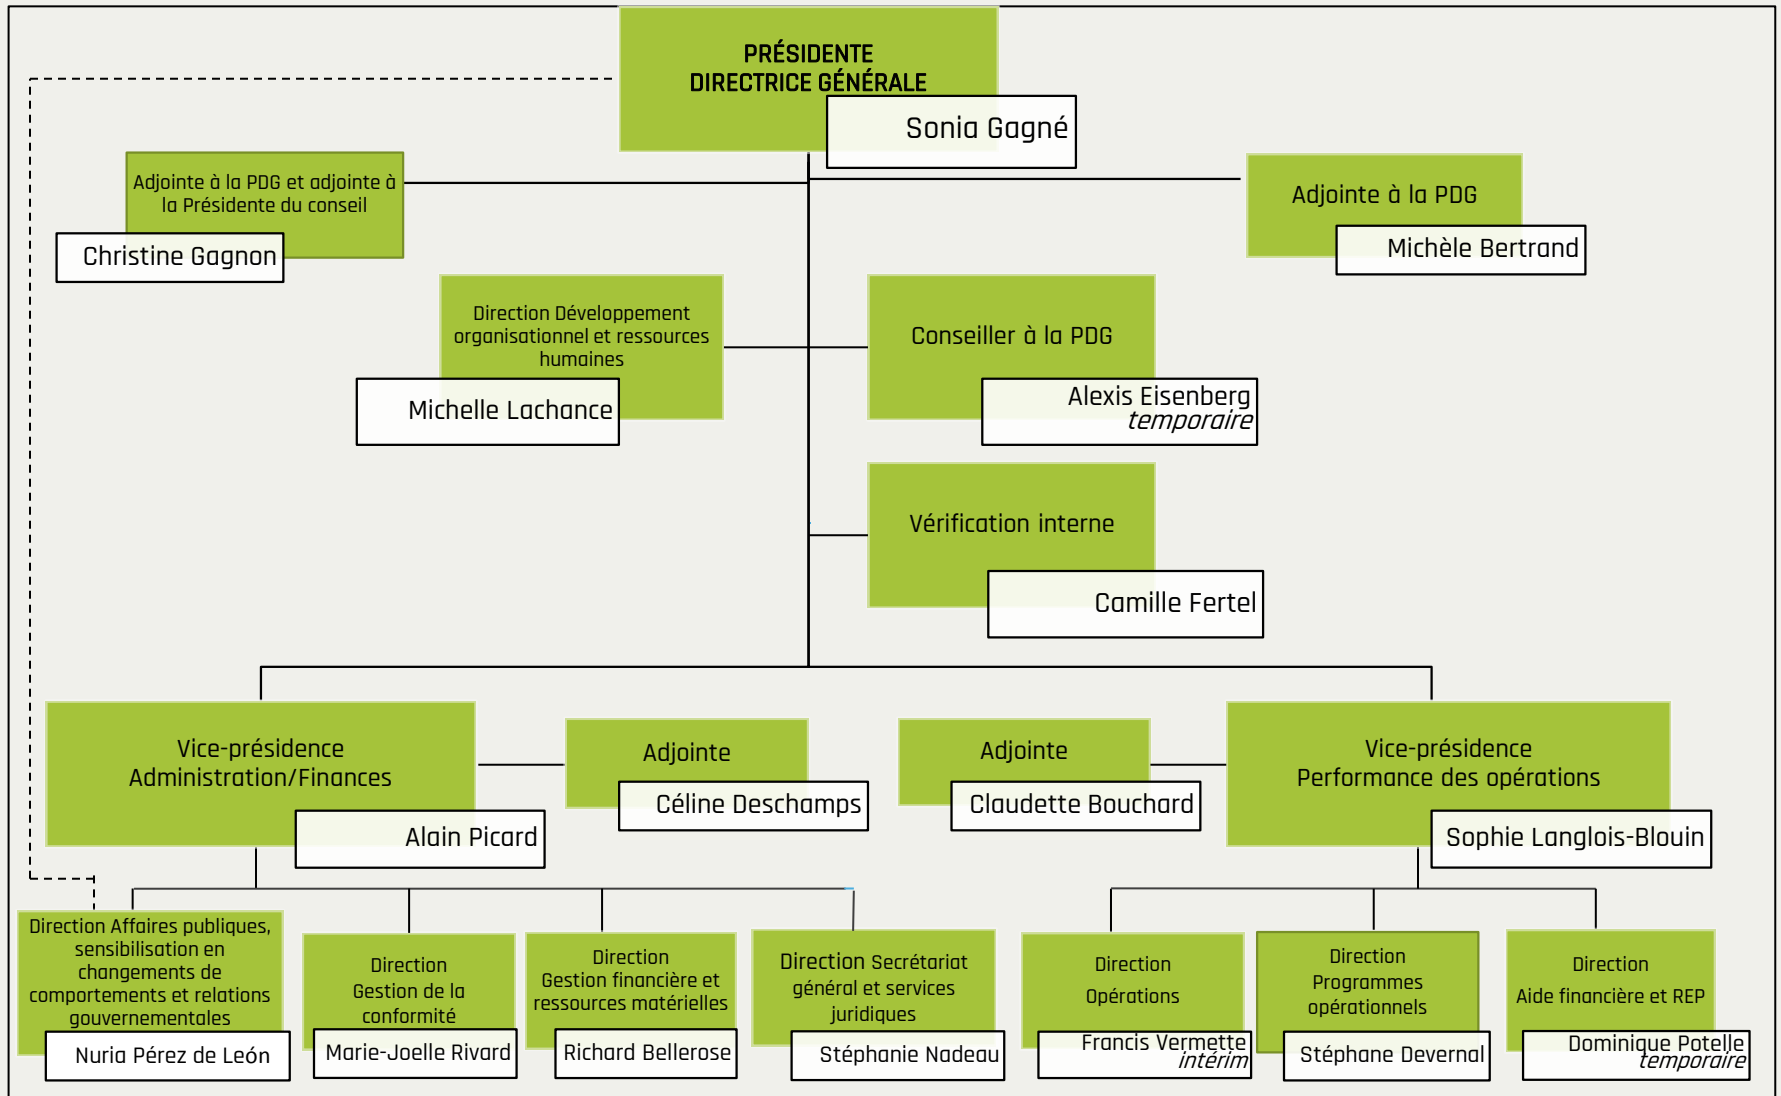 PRÉSIDENTE
DIRECTRICE GÉNÉRALE
Sonia Gagné
Adjointe à la PDG et adjointe à
la Présidente du conseil
Christine Gagnon
Adjointe à la PDG
Michèle Bertrand
Direction Développement
organisationnel et ressources
humaines
Michelle Lachance
Conseiller à la PDG
Alexis Eisenberg
temporaire
Vérification interne
Camille Fertel
Vice-présidence
Administration/Finances
Alain Picard
Adjointe
Céline Deschamps
Adjointe
Claudette Bouchard
Vice-présidence
Performance des opérations
Sophie Langlois-Blouin
Direction Affaires publiques,
sensibilisation en
changements de
comportements et relations
gouvernementales
Nuria Pérez de León
Direction
Gestion de la
conformité
Marie-Joelle Rivard
Direction
Gestion financière et
ressources matérielles
Richard Bellerose
Direction Secrétariat
général et services
juridiques
Stéphanie Nadeau
Direction
Opérations
Francis Vermette
intérim
Direction
Programmes
opérationnels
Stéphane Devernal
Direction
Aide financière et REP
Dominique Potelle
temporaire